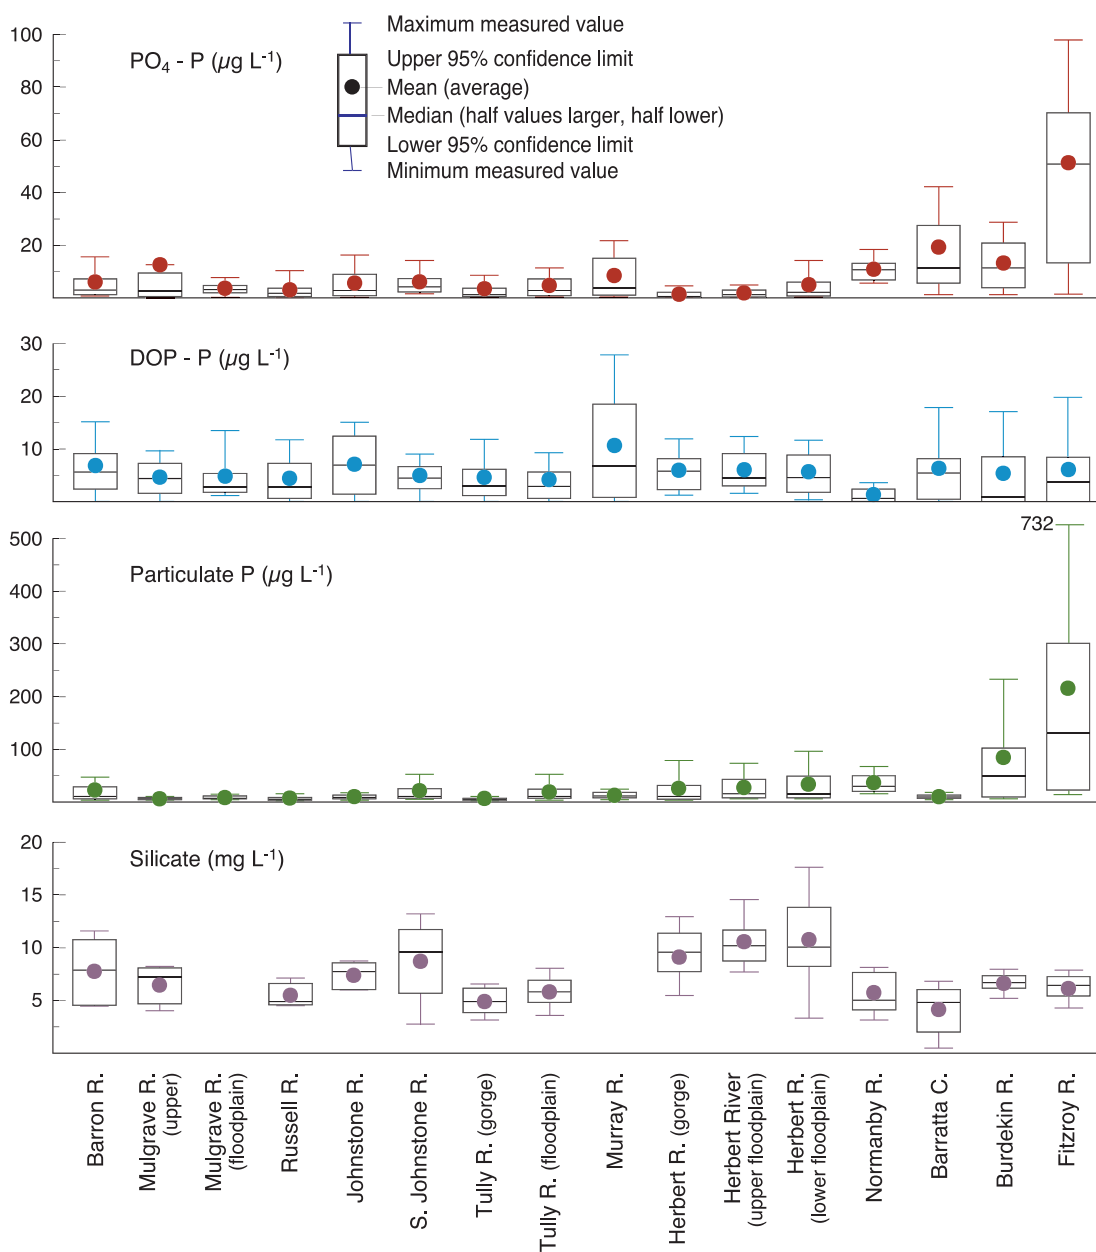 Maximum measured value
Upper 95% confidence limit
Mean (average)
Median (half values larger, half lower)
Lower 95% confidence limit
Minimum measured value
PO4 - P (µg L-1)
100
80
60
40
20
DOP - P (µg L-1)
30
20
10
732
Particulate P (µg L-1)
500
400
300
200
100
Silicate (mg L-1)
20
15
10
5
Barron R.
Mulgrave R.
(upper)
Mulgrave R.
(floodplain)
Russell R.
Johnstone R.
S. Johnstone R.
Tully R. (gorge)
Tully R. (floodplain)
Murray R.
Herbert R. (gorge)
Herbert River
(upper floodplain)
Herbert R.
(lower floodplain)
Normanby R.
Barratta C.
Burdekin R.
Fitzroy R.